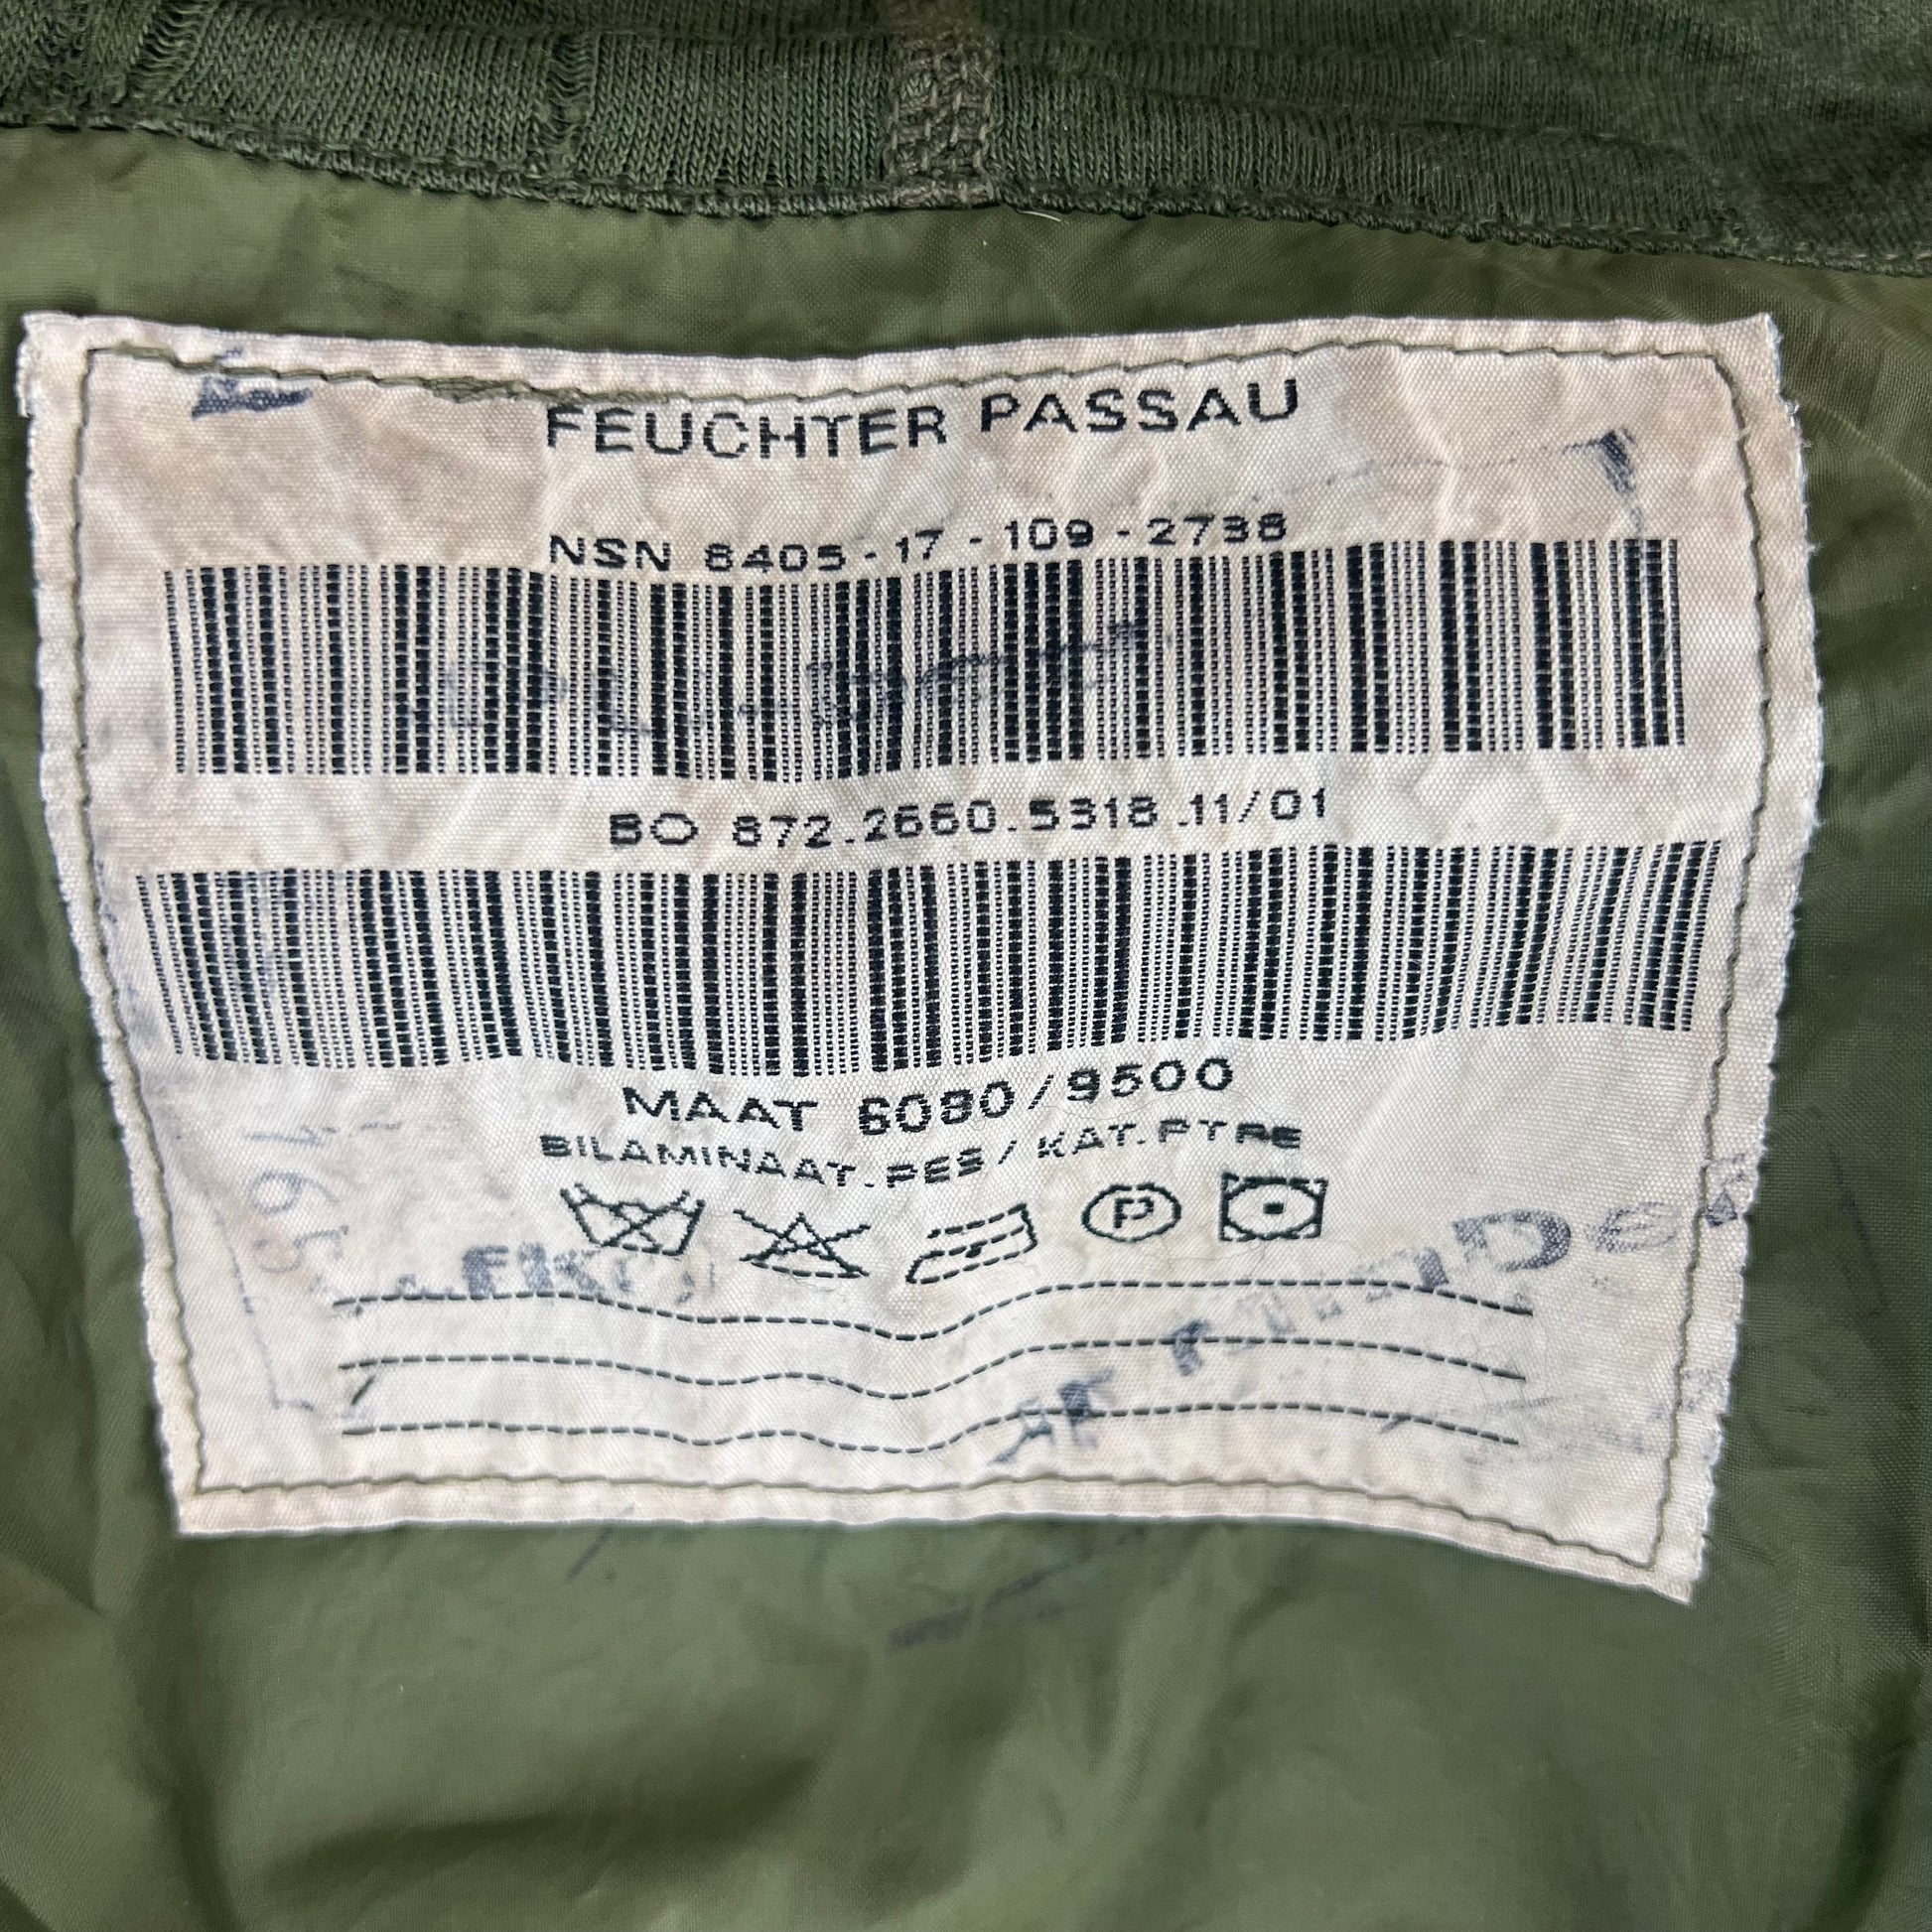 FEUCHTER PASSAU
NSN 8405-17-109-2738
BO 872.2660.5318.11/01
MAAT 6080/9500
BILAMINAAT.PES/KAT.PTFE
P